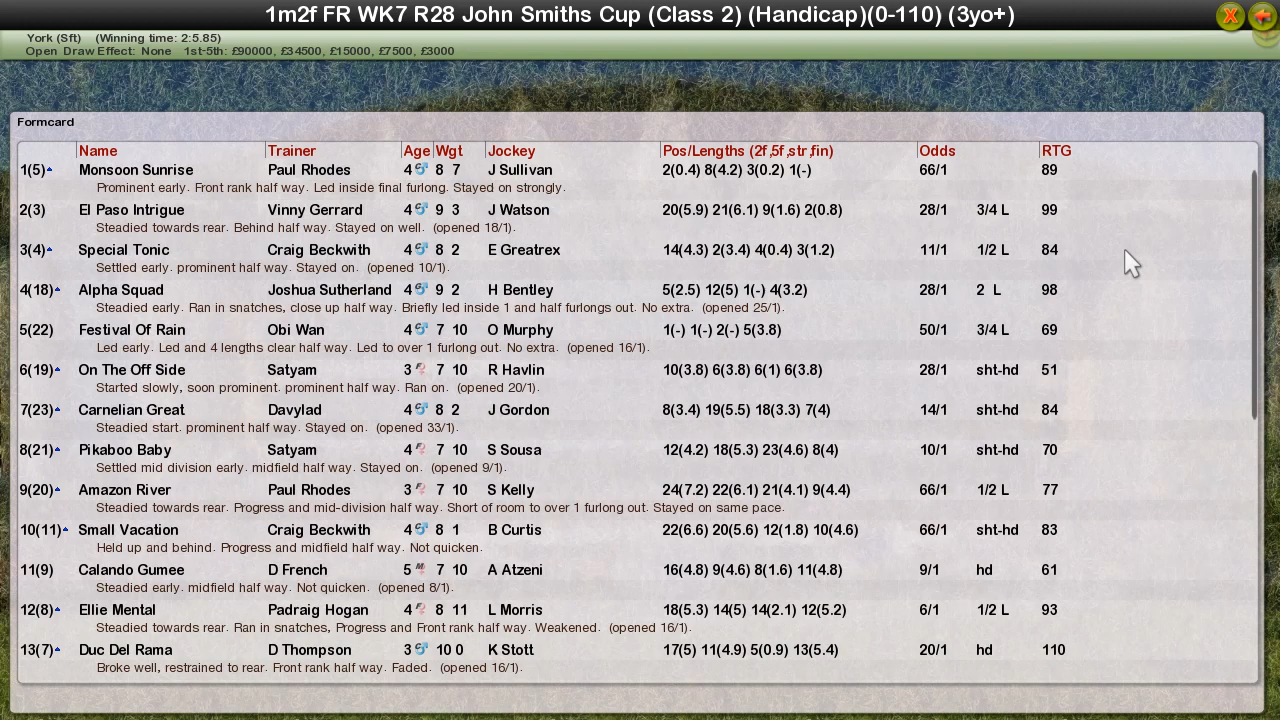 1m2f FR WK7 R28 John Smiths Cup (Class 2) (Handicap)(0-110) (3yo+)
York (Sft) (Winning time: 2:5.85)
Open Draw Effect: None 1st-5th: £90000, £34500, £15000, £7500, £3000
Formcard
Name Trainer Age Wgt Jockey Pos/Lengths (2f,5f,str,fin) Odds RTG
1(5) Monsoon Sunrise Paul Rhodes 4 8 7 J Sullivan 2(0.4) 8(4.2) 3(0.2) 1(-) 66/1 89
Prominent early. Front rank half way. Led inside final furlong. Stayed on strongly.
2(3) El Paso Intrigue Vinny Gerrard 4 9 3 J Watson 20(5.9) 21(6.1) 9(1.6) 2(0.8) 28/1 3/4 L 99
Steadied towards rear. Behind half way. Stayed on well. (opened 18/1).
3(4) Special Tonic Craig Beckwith 4 8 2 E Greatrex 14(4.3) 2(3.4) 4(0.4) 3(1.2) 11/1 1/2 L 84
Settled early. prominent half way. Stayed on. (opened 10/1).
4(18) Alpha Squad Joshua Sutherland 4 9 2 H Bentley 5(2.5) 12(5) 1(-) 4(3.2) 28/1 2 L 98
Steadied early. Ran in snatches, close up half way. Briefly led inside 1 and half furlongs out. No extra. (opened 25/1).
5(22) Festival Of Rain Obi Wan 4 7 10 O Murphy 1(-) 1(-) 2(-) 5(3.8) 50/1 3/4 L 69
Led early. Led and 4 lengths clear half way. Led to over 1 furlong out. No extra. (opened 16/1).
6(19) On The Off Side Satyam 3 7 10 R Havlin 10(3.8) 6(3.8) 6(1) 6(3.8) 28/1 sht-hd 51
Started slowly, soon prominent. prominent half way. Ran on. (opened 20/1).
7(23) Carnelian Great Davylad 4 8 2 J Gordon 8(3.4) 19(5.5) 18(3.3) 7(4) 14/1 sht-hd 84
Steadied start. prominent half way. Stayed on. (opened 33/1).
8(21) Pikaboo Baby Satyam 4 7 10 S Sousa 12(4.2) 18(5.3) 23(4.6) 8(4) 10/1 sht-hd 70
Settled mid division early. midfield half way. Stayed on. (opened 9/1).
9(20) Amazon River Paul Rhodes 3 7 10 S Kelly 24(7.2) 22(6.1) 21(4.1) 9(4.4) 66/1 1/2 L 77
Steadied towards rear. Progress and mid-division half way. Short of room to over 1 furlong out. Stayed on same pace.
10(11) Small Vacation Craig Beckwith 4 8 1 B Curtis 22(6.6) 20(5.6) 12(1.8) 10(4.6) 66/1 sht-hd 83
Held up and behind. Progress and midfield half way. Not quicken.
11(9) Calando Gumee D French 5 7 10 A Atzeni 16(4.8) 9(4.6) 8(1.6) 11(4.8) 9/1 hd 61
Steadied early. midfield half way. Not quicken. (opened 8/1).
12(8) Ellie Mental Padraig Hogan 4 8 11 L Morris 18(5.3) 14(5) 14(2.1) 12(5.2) 6/1 1/2 L 93
Steadied towards rear. Ran in snatches, Progress and Front rank half way. Weakened. (opened 16/1).
13(7) Duc Del Rama D Thompson 3 10 0 K Stott 17(5) 11(4.9) 5(0.9) 13(5.4) 20/1 hd 110
Broke well, restrained to rear. Front rank half way. Faded. (opened 16/1).